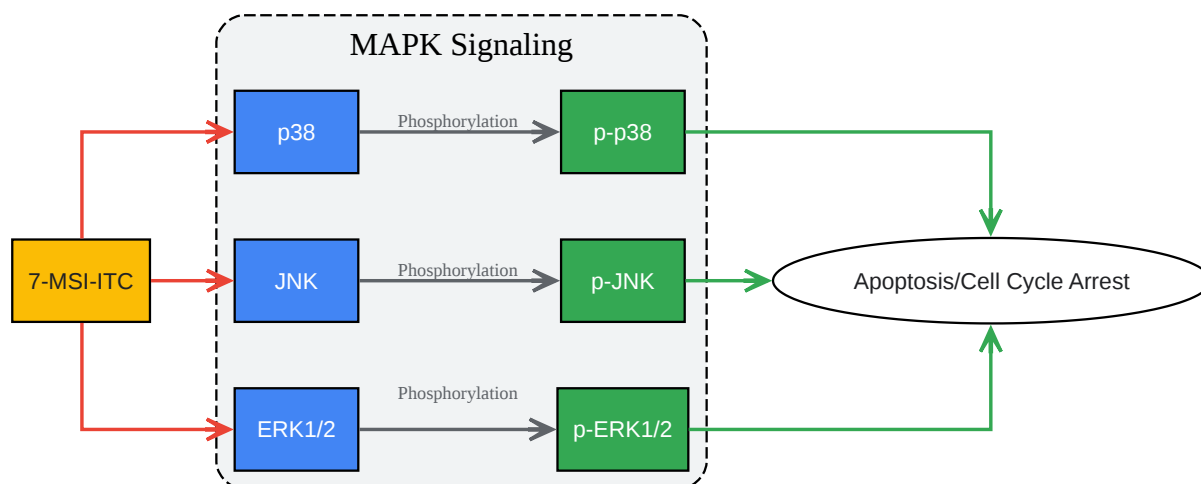 MAPK Signaling
p38
Phosphorylation
p-p38
7-MSI-ITC
JNK
Phosphorylation
p-JNK
Apoptosis/Cell Cycle Arrest
ERK1/2
Phosphorylation
p-ERK1/2